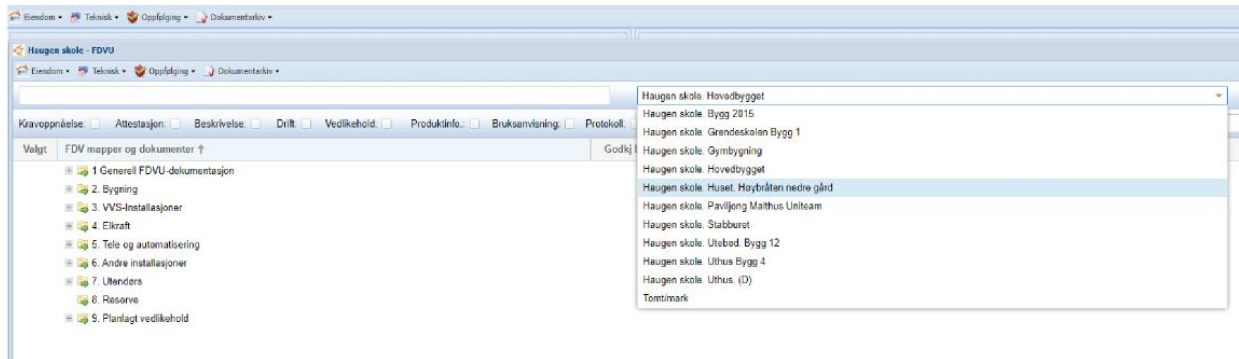 Eiendom Teknisk Oppfølging Dokumentarkiv
Haugen skole - FDVU
Eiendom Teknisk Oppfølging Dokumentarkiv
Haugen skole. Hovedbygget
Kravoppnåelse: Attestasjon: Beskrivelse: Drift: Vedlikehold: Produktinfo.: Bruksanvisning: Protokoll:
Valgt FDV mapper og dokumenter Godkj
1 Generell FDVU-dokumentasjon
2. Bygning
3. VVS-Installasjoner
4. Elkraft
5. Tele og automatisering
6. Andre installasjoner
7. Utendørs
8. Reserve
9. Planlagt vedlikehold
Haugen skole. Bygg 2015
Haugen skole. Grendeskolen Bygg 1
Haugen skole. Gymbygning
Haugen skole. Hovedbygget
Haugen skole. Huset. Høybråten nedre gård
Haugen skole. Paviljong Malthus Uniteam
Haugen skole. Stabburet
Haugen skole. Utebod. Bygg 12
Haugen skole. Uthus Bygg 4
Haugen skole. Uthus. (D)
Tomt/mark